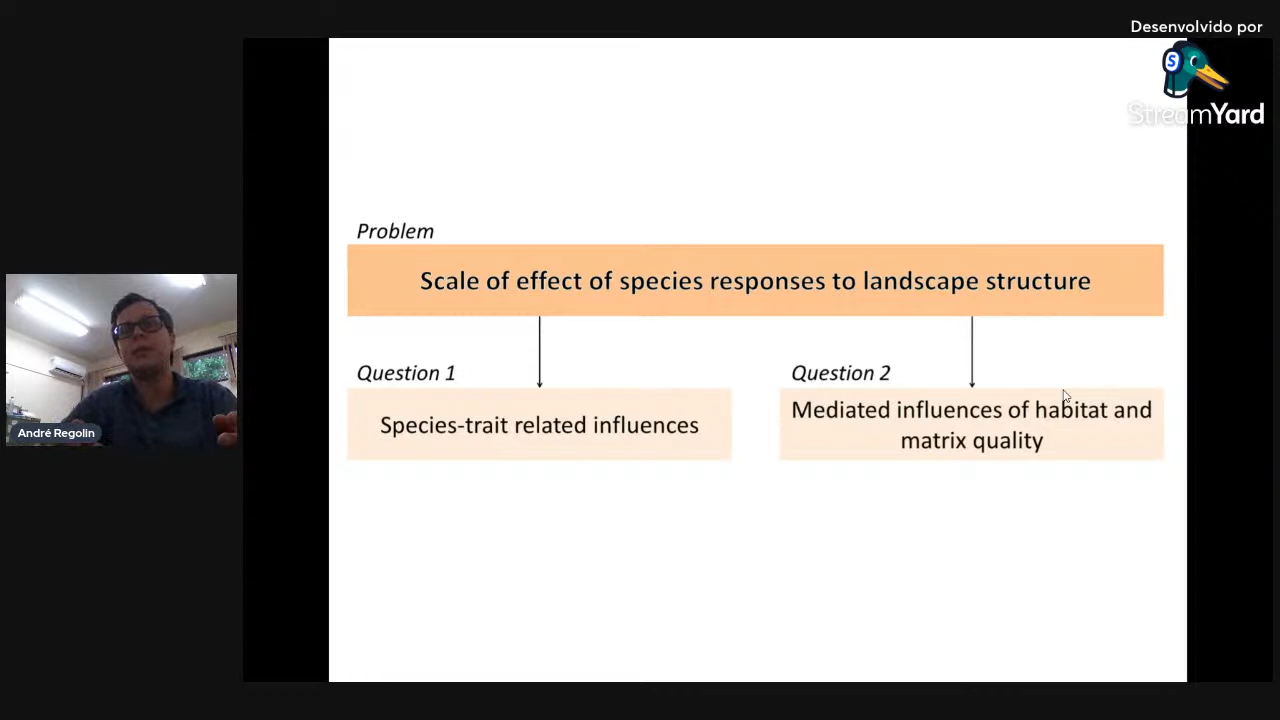 Desenvolvido por
StreamYard
Problem
Scale of effect of species responses to landscape structure
Question 1
Question 2
Species-trait related influences
Mediated influences of habitat and
matrix quality
André Regolin